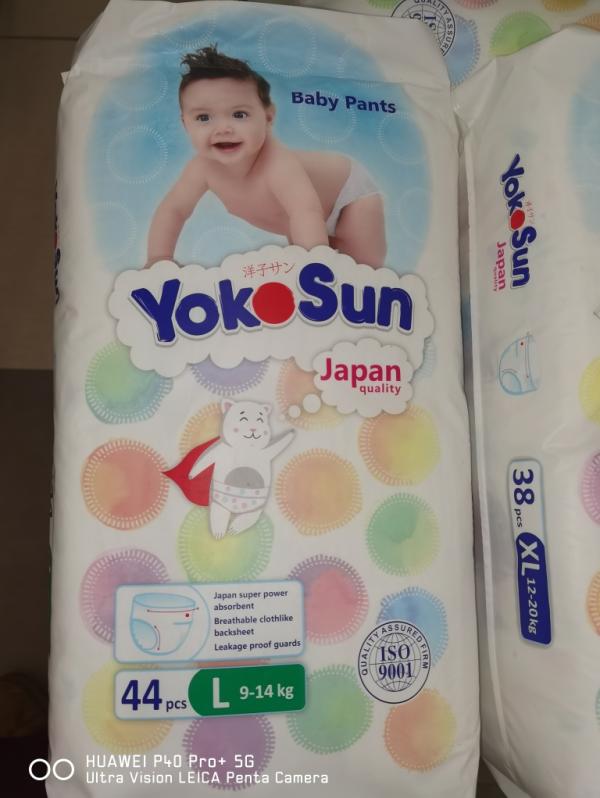 Baby Pants
洋子サン
YokoSun
Japan
quality
Japan super power
absorbent
Breathable clothlike
backsheet
Leakage proof guards
44 pcs L 9-14 kg
QUALITY ASSURED FIRM
ISO
9001
YokoSun
Japan
quality
38 pcs XL 12-20 kg
QUALITY ASSURED
HUAWEI P40 Pro+ 5G
Ultra Vision LEICA Penta Camera